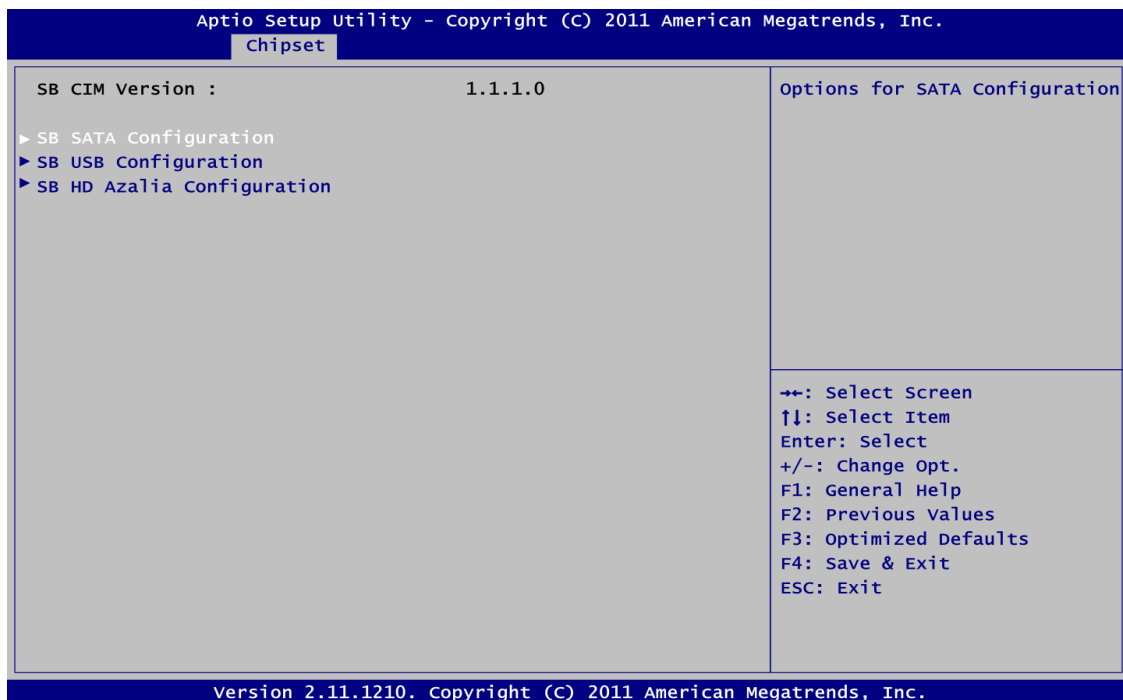 Aptio Setup Utility - Copyright (C) 2011 American Megatrends, Inc.
Chipset
SB CIM Version : 1.1.1.0
► SB SATA Configuration
► SB USB Configuration
► SB HD Azalia Configuration
Options for SATA Configuration
→←: Select Screen
↑↓: Select Item
Enter: Select
+/-: Change Opt.
F1: General Help
F2: Previous Values
F3: Optimized Defaults
F4: Save & Exit
ESC: Exit
Version 2.11.1210. Copyright (C) 2011 American Megatrends, Inc.